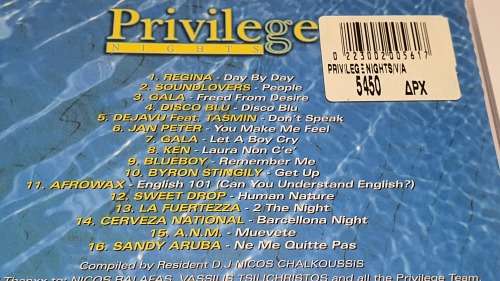 Privilege
NIGHTS
0 223002 005617
PRIVILEGE NIGHTS/V/A
5450 ΔΡΧ
1. REGINA - Day By Day
2. SOUNDLOVERS - People
3. GALA - Freed From Desire
4. DISCO BLU - Disco Blu
5. DEJAVU Feat. TASMIN - Don't Speak
6. JAN PETER - You Make Me Feel
7. GALA - Let A Boy Cry
8. KEN - Laura Non C'e'
9. BLUEBOY - Remember Me
10. BYRON STINGILY - Get Up
11. AFROWAX - English 101 (Can You Understand English?)
12. SWEET DROP - Human Nature
13. LA FUERTEZZA - 2 The Night
14. CERVEZA NATIONAL - Barcellona Night
15. A.N.M. - Muevete
16. SANDY ARUBA - Ne Me Quitte Pas
Compiled by Resident D.J NICOS CHALKOUSSIS
Thanxx to: NICOS BALAFAS, VASSILIS TSILICHRISTOS and all the Privilege Team.